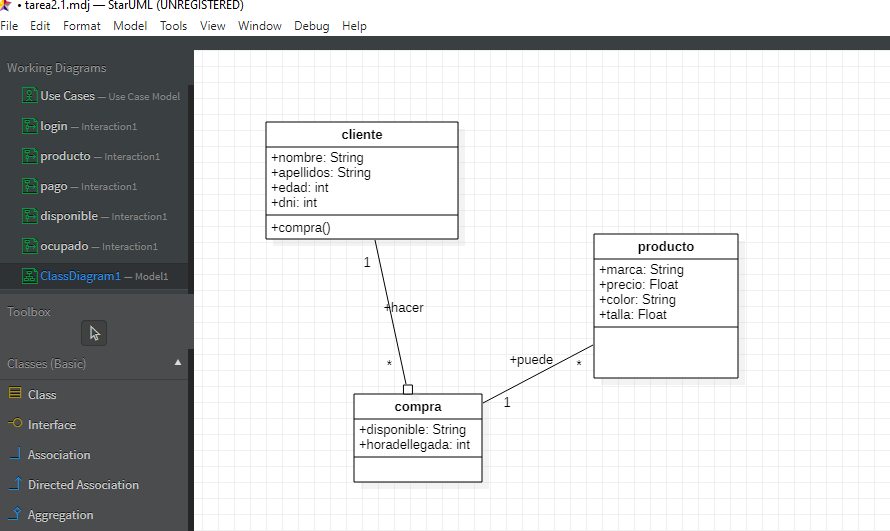 • tarea2.1.mdj — StarUML (UNREGISTERED)
File Edit Format Model Tools View Window Debug Help
Working Diagrams
Use Cases — Use Case Model
login — Interaction1
producto — Interaction1
pago — Interaction1
disponible — Interaction1
ocupado — Interaction1
ClassDiagram1 — Model1
Toolbox
Classes (Basic)
Class
Interface
Association
Directed Association
Aggregation
cliente
+nombre: String
+apellidos: String
+edad: int
+dni: int
+compra()
1
+hacer
*
compra
+disponible: String
+horadellegada: int
+puede
*
1
producto
+marca: String
+precio: Float
+color: String
+talla: Float